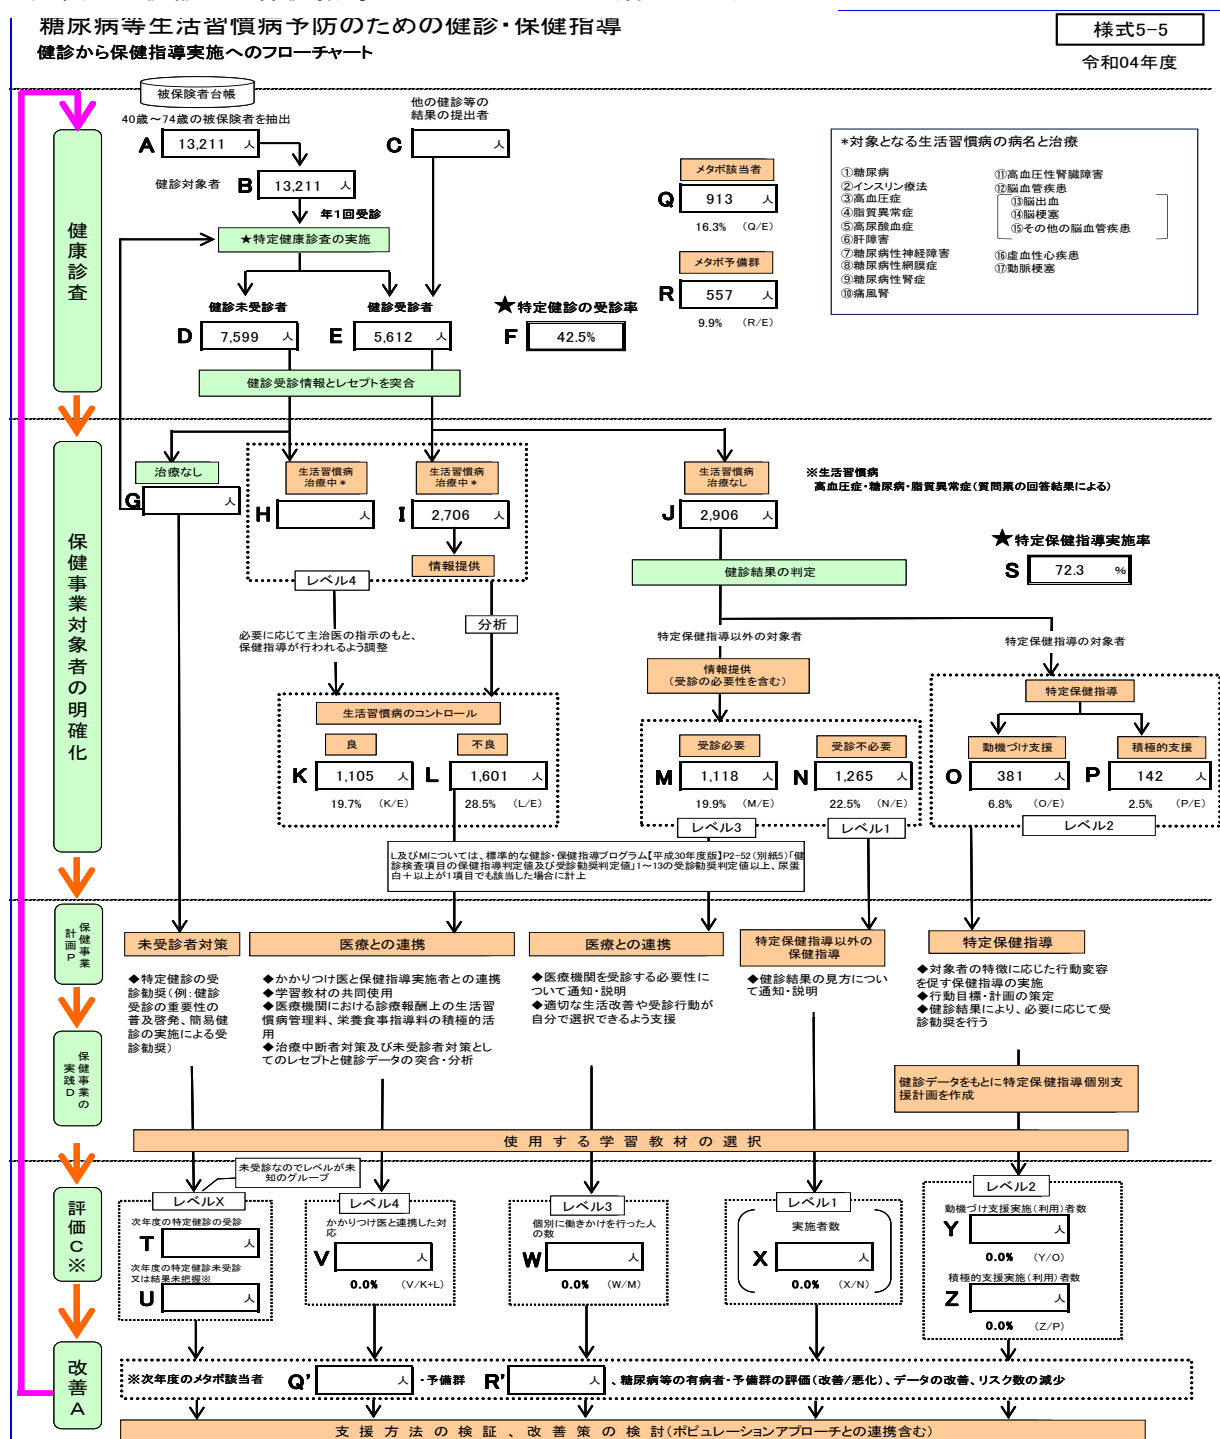 糖尿病等生活習慣病予防のための健診・保健指導
様式5-5
健診から保健指導実施へのフローチャート
令和04年度
被保険者台帳
40歳～74歳の被保険者を抽出
他の健診等の
結果の提出者
A 13,211 人
C 人
健診対象者 B 13,211 人
年1回受診
★特定健康診査の実施
メタボ該当者
Q 913 人
16.3% (Q/E)
メタボ予備群
R 557 人
9.9% (R/E)
*対象となる生活習慣病の病名と治療
①糖尿病
②インスリン療法
③高血圧症
④脂質異常症
⑤高尿酸血症
⑥肝障害
⑦糖尿病性神経障害
⑧糖尿病性網膜症
⑨糖尿病性腎症
⑩痛風腎
⑪高血圧性腎臓障害
⑫脳血管疾患
⑬脳出血
⑭脳梗塞
⑮その他の脳血管疾患
⑯虚血性心疾患
⑰動脈梗塞
健康診査
健診未受診者
D 7,599 人
健診受診者
E 5,612 人
★特定健診の受診率
F 42.5%
健診受診情報とレセプトを突合
保健事業対象者の明確化
治療なし
G 人
生活習慣病
治療中*
H 人
生活習慣病
治療中*
I 2,706 人
情報提供
レベル4
生活習慣病
治療なし
J 2,906 人
※生活習慣病
高血圧症・糖尿病・脂質異常症(質問票の回答結果による)
★特定保健指導実施率
S 72.3 %
健診結果の判定
分析
必要に応じて主治医の指示のもと、
保健指導が行われるよう調整
特定保健指導以外の対象者
特定保健指導の対象者
情報提供
(受診の必要性を含む)
特定保健指導
生活習慣病のコントロール
良
K 1,105 人
19.7% (K/E)
不良
L 1,601 人
28.5% (L/E)
受診必要
M 1,118 人
19.9% (M/E)
受診不必要
N 1,265 人
22.5% (N/E)
動機づけ支援
O 381 人
6.8% (O/E)
積極的支援
P 142 人
2.5% (P/E)
レベル3
レベル1
レベル2
L及びMについては、標準的な健診・保健指導プログラム【平成30年度版】P2-52(別紙5)「健
診検査項目の保健指導判定値及び受診勧奨判定値」1～13の受診勧奨判定値以上、尿蛋
白+以上が1項目でも該当した場合に計上
保健事業
計画P
未受診者対策
◆特定健診の受
診勧奨(例:健診
受診の重要性の
普及啓発、簡易健
診の実施による受
診勧奨)
医療との連携
◆かかりつけ医と保健指導実施者との連携
◆学習教材の共同使用
◆医療機関における診療報酬上の生活習
慣病管理料、栄養食事指導料の積極的活
用
◆治療中断者対策及び未受診者対策とし
てのレセプトと健診データの突合・分析
医療との連携
◆医療機関を受診する必要性に
ついて通知・説明
◆適切な生活改善や受診行動が
自分で選択できるよう支援
特定保健指導以外の
保健指導
◆健診結果の見方につい
て通知・説明
特定保健指導
◆対象者の特徴に応じた行動変容
を促す保健指導の実施
◆行動目標・計画の策定
◆健診結果により、必要に応じて受
診勧奨を行う
保健事業の
実践D
健診データをもとに特定保健指導個別支
援計画を作成
使用する学習教材の選択
未受診なのでレベルが未
知のグループ
評価C※
レベルX
次年度の特定健診の受診
T 人
次年度の特定健診未受診
又は結果未把握※
U 人
レベル4
かかりつけ医と連携した対
応
V 人
0.0% (V/K+L)
レベル3
個別に働きかけを行った人
の数
W 人
0.0% (W/M)
レベル1
実施者数
X 人
0.0% (X/N)
レベル2
動機づけ支援実施(利用)者数
Y 人
0.0% (Y/O)
積極的支援実施(利用)者数
Z 人
0.0% (Z/P)
改善A
※次年度のメタボ該当者 Q' 人 ・予備群 R' 人 、糖尿病等の有病者・予備群の評価(改善/悪化)、データの改善、リスク数の減少
支援方法の検証、改善策の検討(ポピュレーションアプローチとの連携含む)